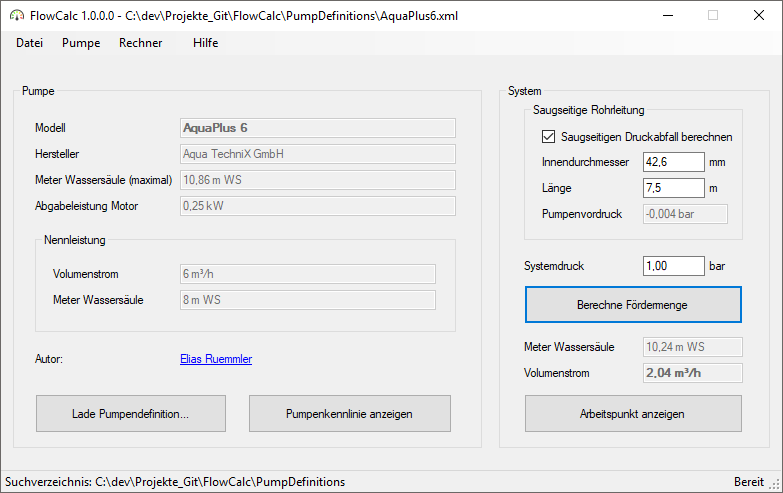 FlowCalc 1.0.0.0 - C:\dev\Projekte_Git\FlowCalc\PumpDefinitions\AquaPlus6.xml
Datei Pumpe Rechner Hilfe
Pumpe
Modell AquaPlus 6
Hersteller Aqua TechniX GmbH
Meter Wassersäule (maximal) 10,86 m WS
Abgabeleistung Motor 0,25 kW
Nennleistung
Volumenstrom 6 m³/h
Meter Wassersäule 8 m WS
Autor: Elias Ruemmler
Lade Pumpendefinition... Pumpenkennlinie anzeigen
System
Saugseitige Rohrleitung
Saugseitigen Druckabfall berechnen
Innendurchmesser 42,6 mm
Länge 7,5 m
Pumpenvordruck -0,004 bar
Systemdruck 1,00 bar
Berechne Fördermenge
Meter Wassersäule 10,24 m WS
Volumenstrom 2,04 m³/h
Arbeitspunkt anzeigen
Suchverzeichnis: C:\dev\Projekte_Git\FlowCalc\PumpDefinitions Bereit